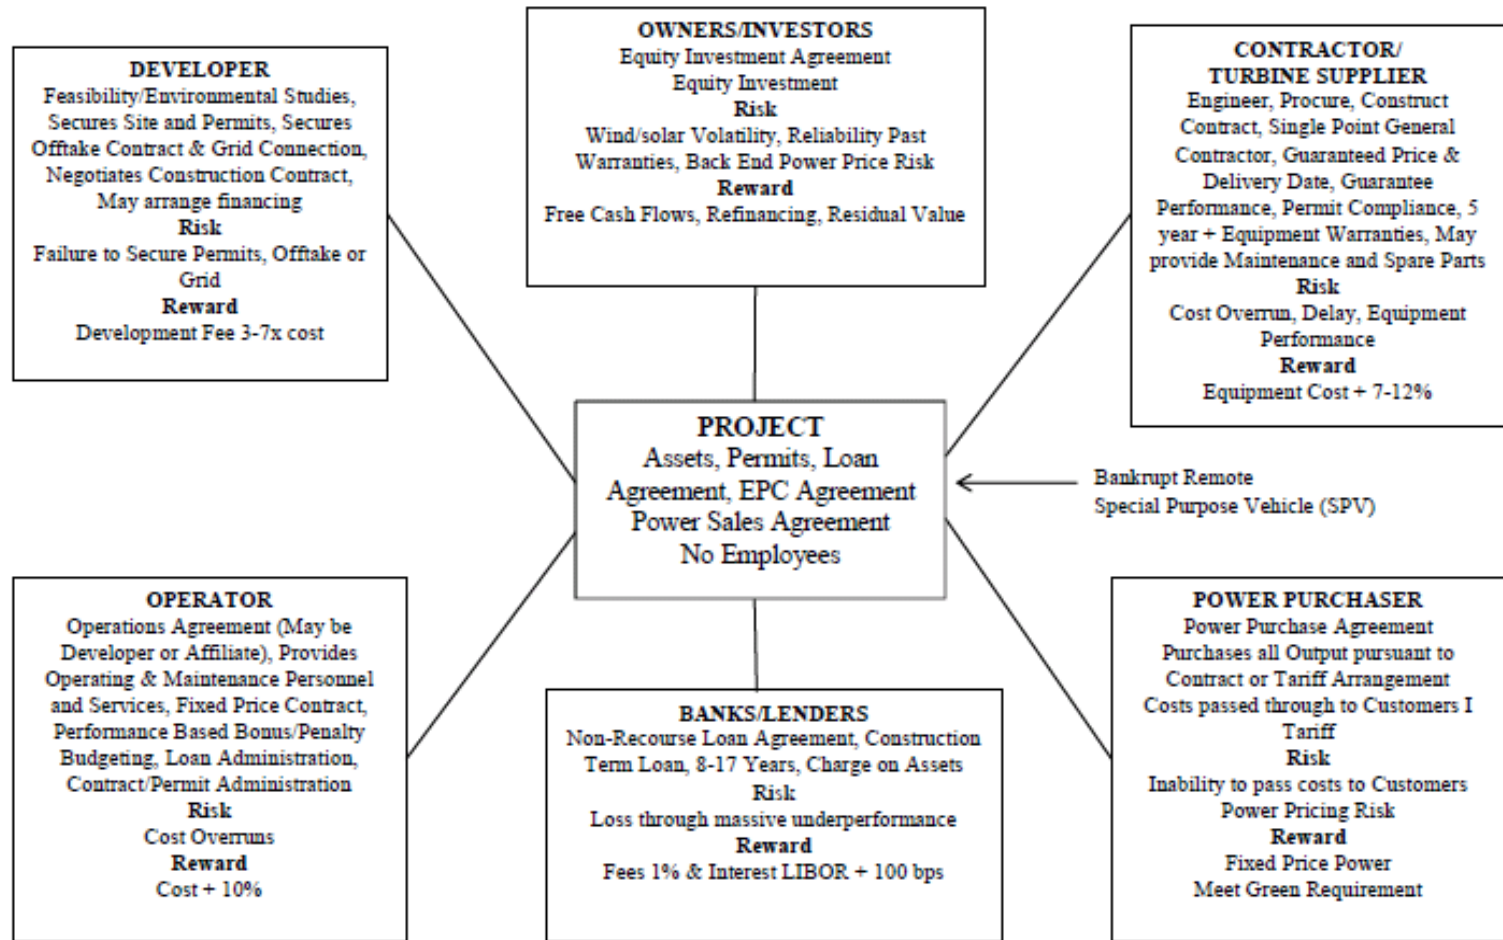 DEVELOPER
Feasibility/Environmental Studies,
Secures Site and Permits, Secures
Offtake Contract & Grid Connection,
Negotiates Construction Contract,
May arrange financing
Risk
Failure to Secure Permits, Offtake or
Grid
Reward
Development Fee 3-7x cost
OWNERS/INVESTORS
Equity Investment Agreement
Equity Investment
Risk
Wind/solar Volatility, Reliability Past
Warranties, Back End Power Price Risk
Reward
Free Cash Flows, Refinancing, Residual Value
CONTRACTOR/
TURBINE SUPPLIER
Engineer, Procure, Construct
Contract, Single Point General
Contractor, Guaranteed Price &
Delivery Date, Guarantee
Performance, Permit Compliance, 5
year + Equipment Warranties, May
provide Maintenance and Spare Parts
Risk
Cost Overrun, Delay, Equipment
Performance
Reward
Equipment Cost + 7-12%
PROJECT
Assets, Permits, Loan
Agreement, EPC Agreement
Power Sales Agreement
No Employees
Bankrupt Remote
Special Purpose Vehicle (SPV)
OPERATOR
Operations Agreement (May be
Developer or Affiliate), Provides
Operating & Maintenance Personnel
and Services, Fixed Price Contract,
Performance Based Bonus/Penalty
Budgeting, Loan Administration,
Contract/Permit Administration
Risk
Cost Overruns
Reward
Cost + 10%
BANKS/LENDERS
Non-Recourse Loan Agreement, Construction
Term Loan, 8-17 Years, Charge on Assets
Risk
Loss through massive underperformance
Reward
Fees 1% & Interest LIBOR + 100 bps
POWER PURCHASER
Power Purchase Agreement
Purchases all Output pursuant to
Contract or Tariff Arrangement
Costs passed through to Customers I
Tariff
Risk
Inability to pass costs to Customers
Power Pricing Risk
Reward
Fixed Price Power
Meet Green Requirement